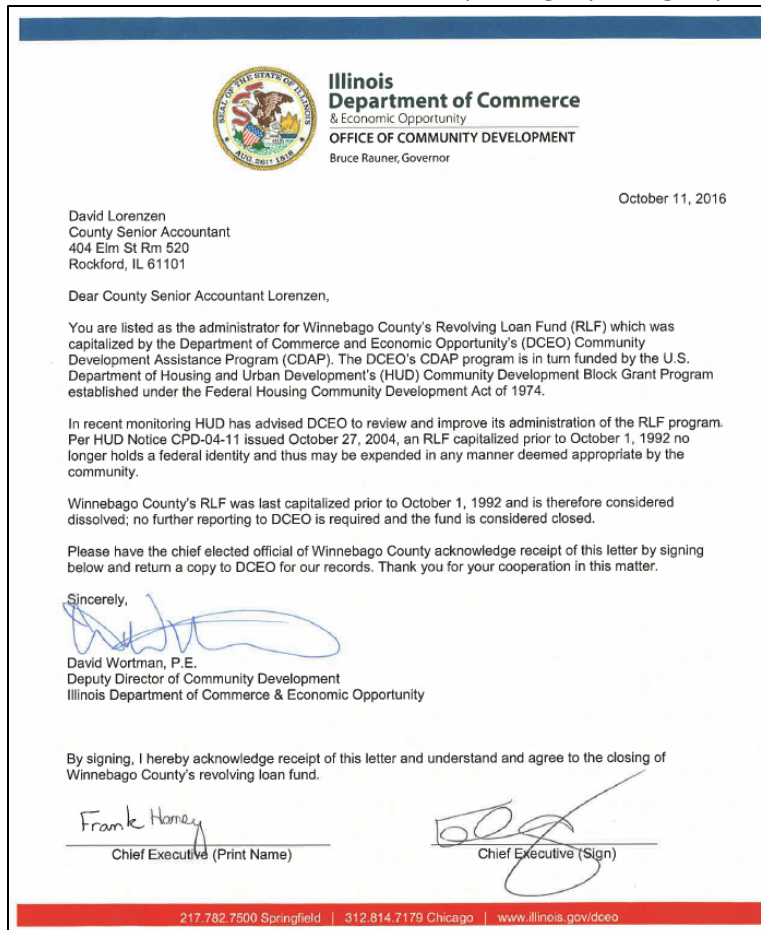 SEAL OF THE STATE OF ILLINOIS
AUG. 26TH 1818
Illinois
Department of Commerce
& Economic Opportunity
OFFICE OF COMMUNITY DEVELOPMENT
Bruce Rauner, Governor
October 11, 2016
David Lorenzen
County Senior Accountant
404 Elm St Rm 520
Rockford, IL 61101
Dear County Senior Accountant Lorenzen,
You are listed as the administrator for Winnebago County's Revolving Loan Fund (RLF) which was
capitalized by the Department of Commerce and Economic Opportunity's (DCEO) Community
Development Assistance Program (CDAP). The DCEO's CDAP program is in turn funded by the U.S.
Department of Housing and Urban Development's (HUD) Community Development Block Grant Program
established under the Federal Housing Community Development Act of 1974.
In recent monitoring HUD has advised DCEO to review and improve its administration of the RLF program.
Per HUD Notice CPD-04-11 issued October 27, 2004, an RLF capitalized prior to October 1, 1992 no
longer holds a federal identity and thus may be expended in any manner deemed appropriate by the
community.
Winnebago County's RLF was last capitalized prior to October 1, 1992 and is therefore considered
dissolved; no further reporting to DCEO is required and the fund is considered closed.
Please have the chief elected official of Winnebago County acknowledge receipt of this letter by signing
below and return a copy to DCEO for our records. Thank you for your cooperation in this matter.
Sincerely,
David Wortman, P.E.
Deputy Director of Community Development
Illinois Department of Commerce & Economic Opportunity
By signing, I hereby acknowledge receipt of this letter and understand and agree to the closing of
Winnebago County's revolving loan fund.
Frank Haney
Chief Executive (Print Name)
Chief Executive (Sign)
217.782.7500 Springfield | 312.814.7179 Chicago | www.illinois.gov/dceo